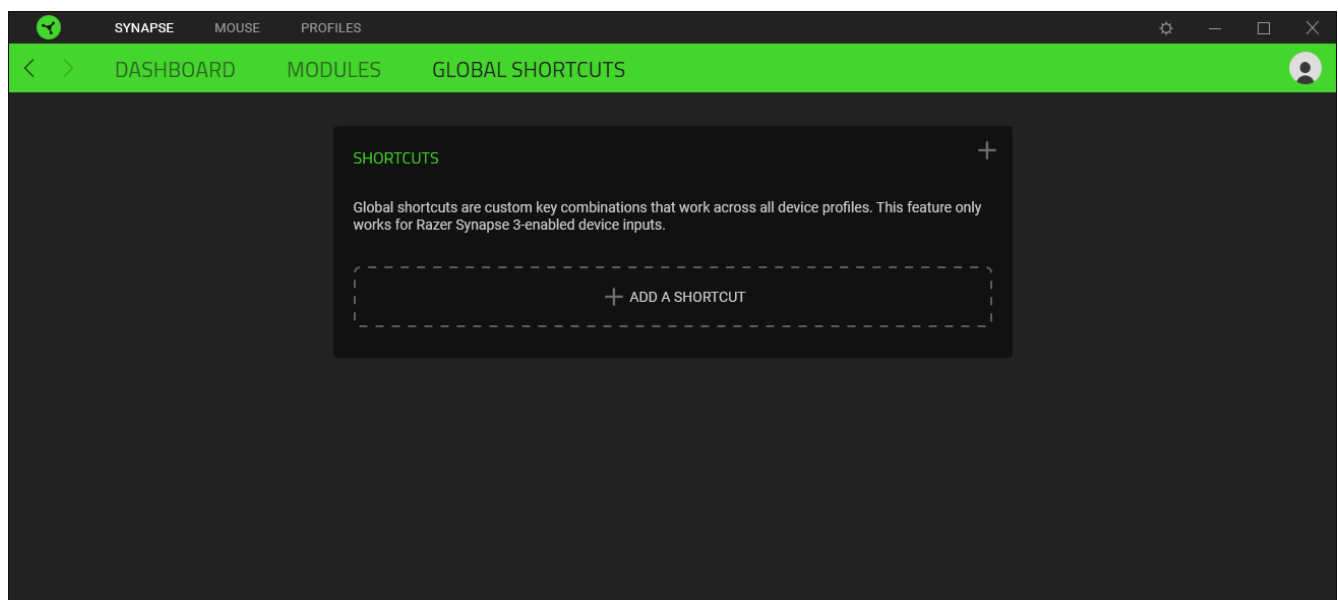 SYNAPSE MOUSE PROFILES
DASHBOARD MODULES GLOBAL SHORTCUTS
SHORTCUTS
Global shortcuts are custom key combinations that work across all device profiles. This feature only
works for Razer Synapse 3-enabled device inputs.
ADD A SHORTCUT